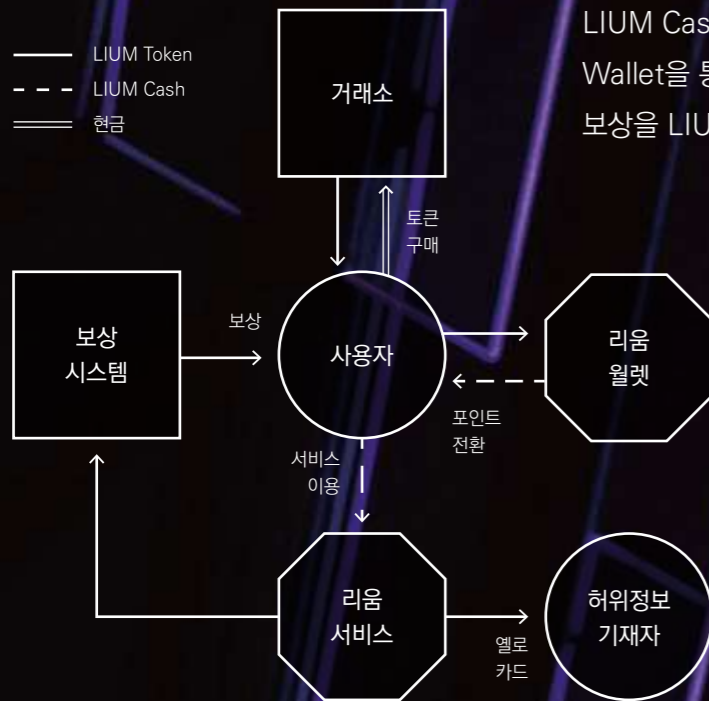 LIUM Token
LIUM Cash
현금
LIUM Cas
Wallet을
보상을 LIU
거래소
토큰
구매
보상
시스템
보상
사용자
리움
월렛
포인트
전환
서비스
이용
리움
서비스
옐로
카드
허위정보
기재자